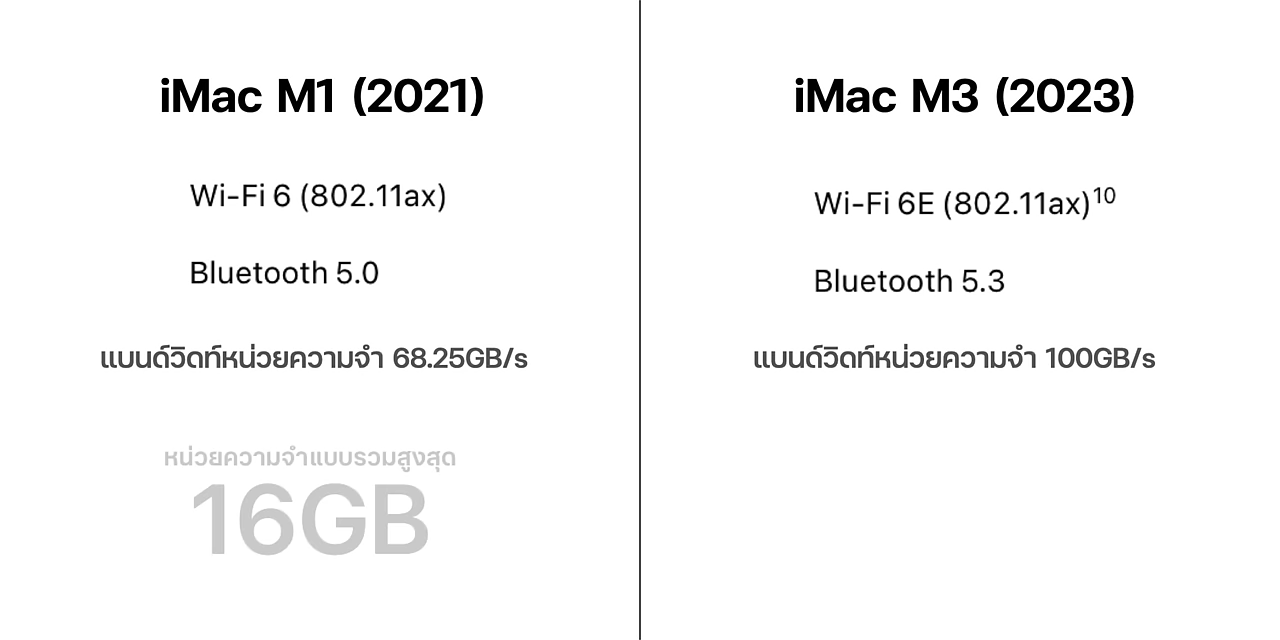 iMac M1 (2021)
Wi-Fi 6 (802.11ax)
Bluetooth 5.0
แบนด์วิดท์หน่วยความจำ 68.25GB/s
หน่วยความจำแบบรวมสูงสุด
16GB
iMac M3 (2023)
Wi-Fi 6E (802.11ax)¹⁰
Bluetooth 5.3
แบนด์วิดท์หน่วยความจำ 100GB/s